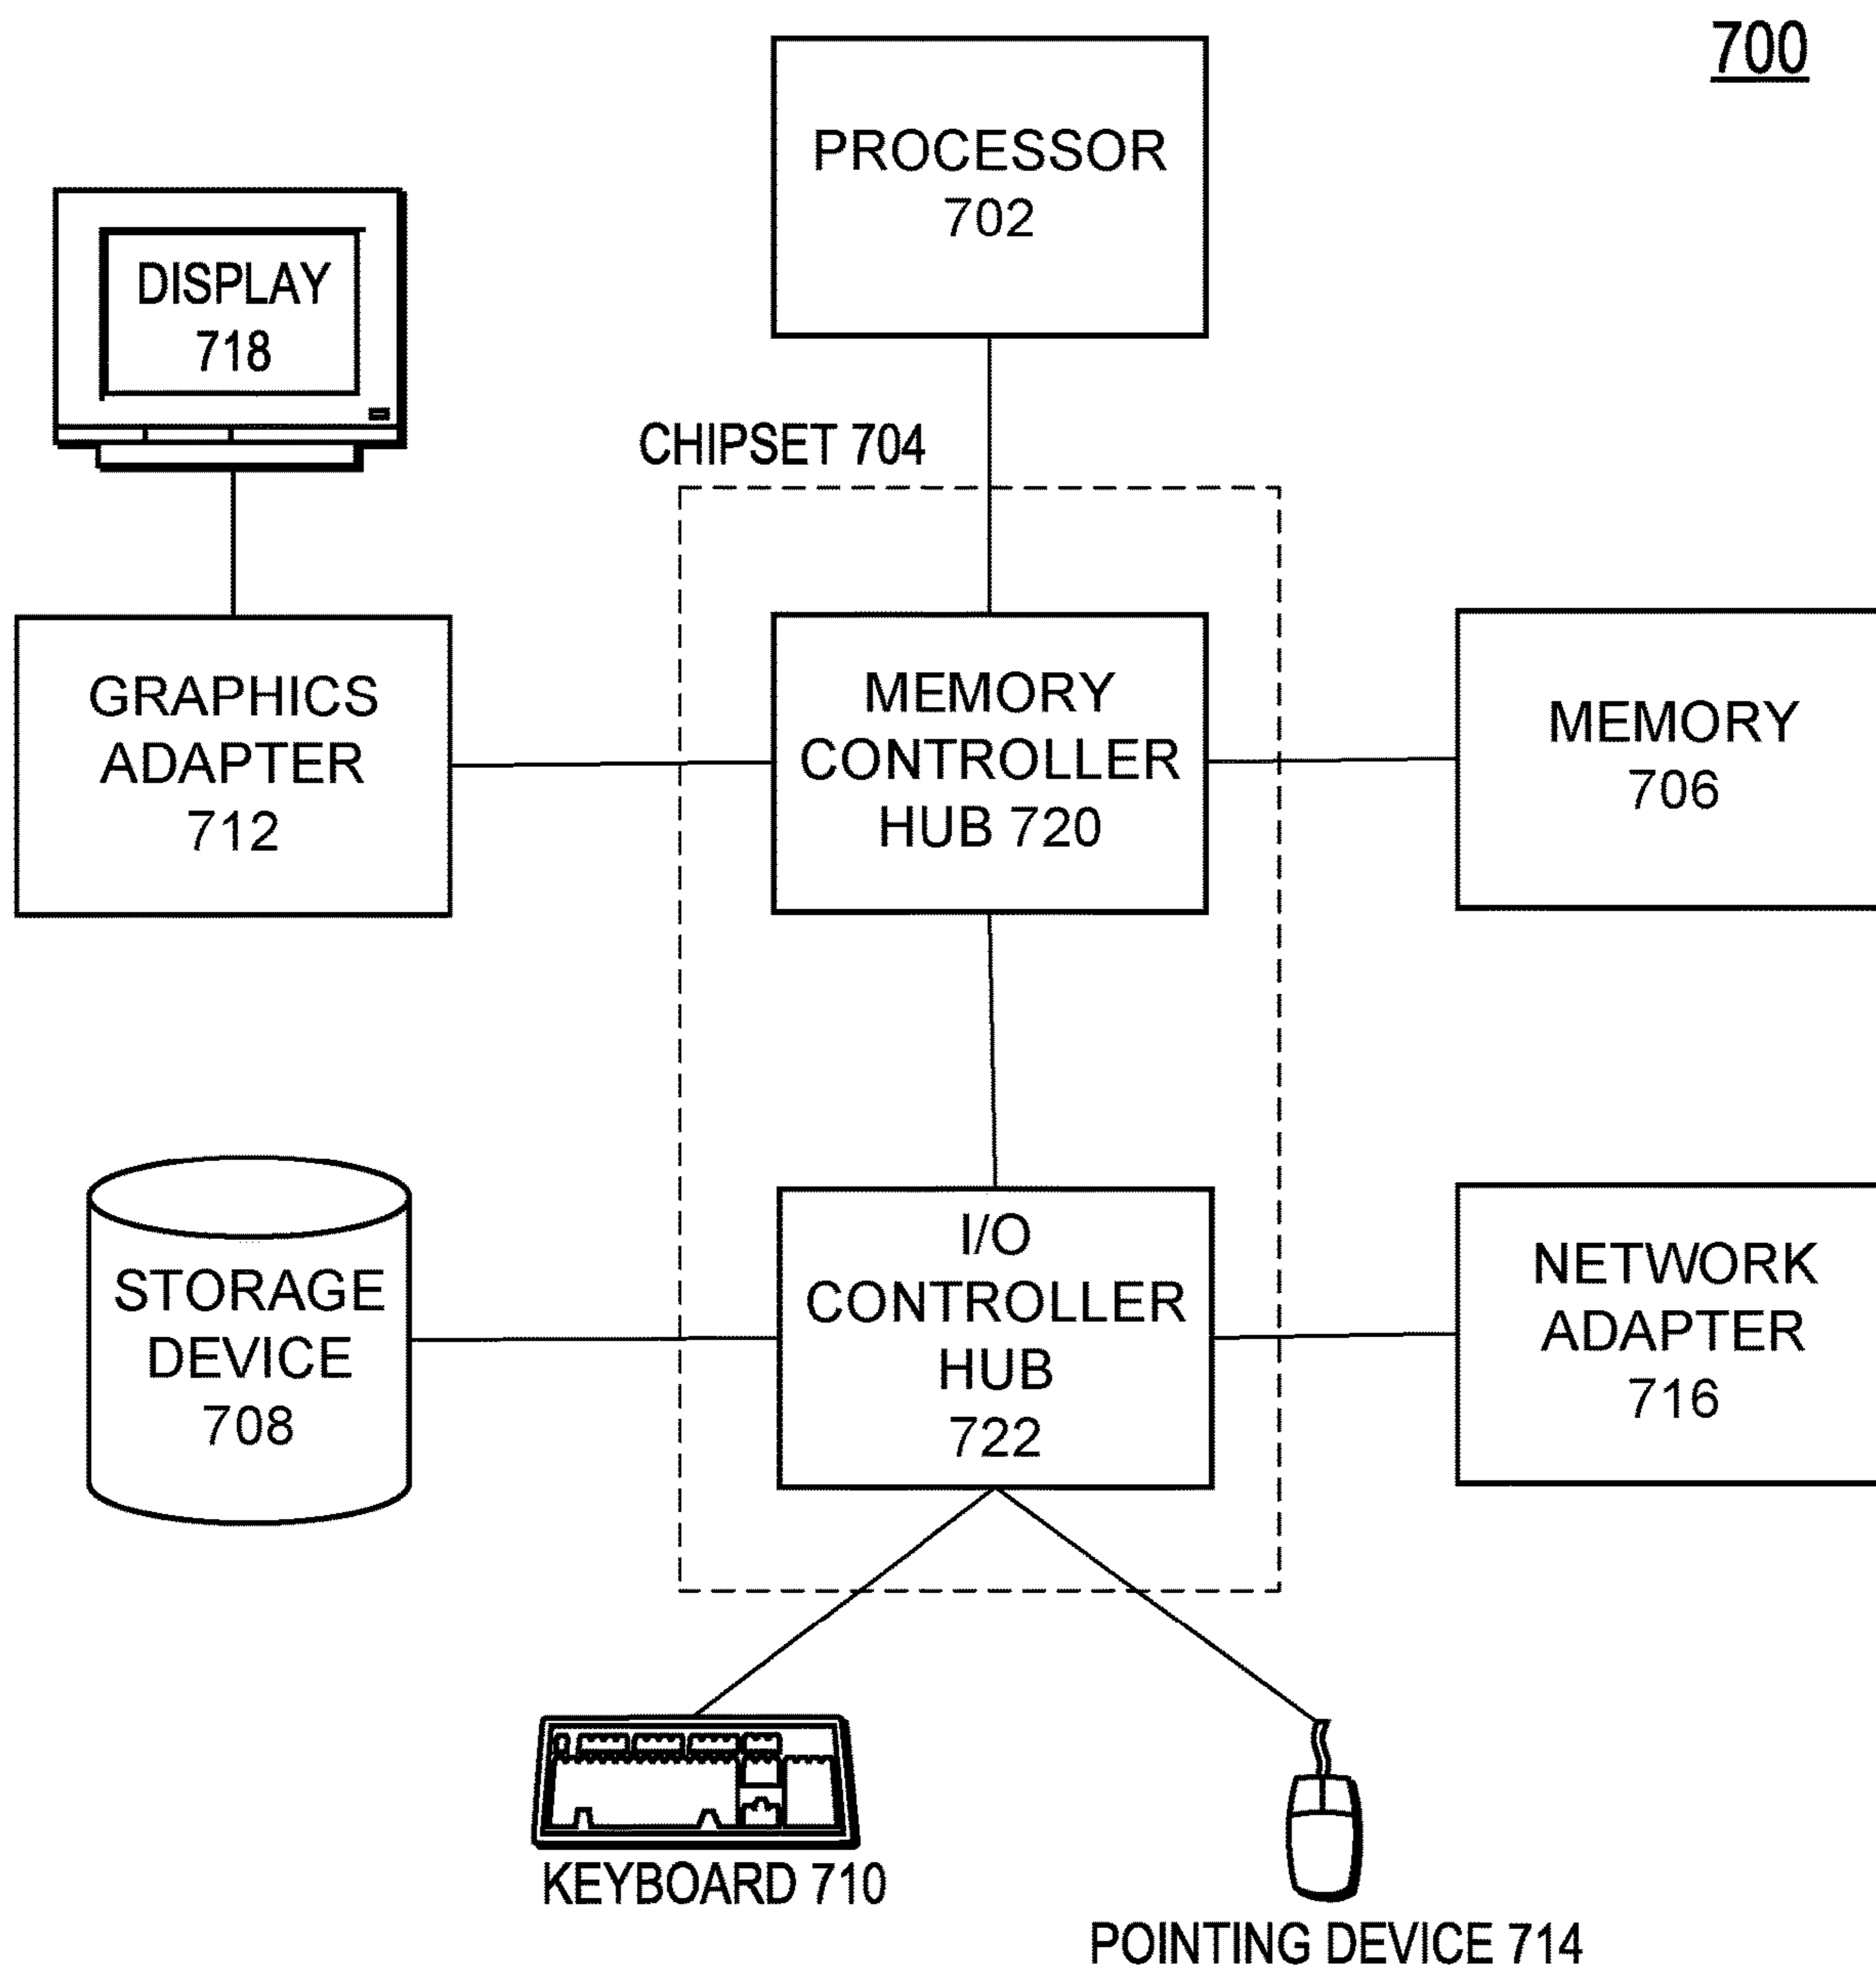 700
PROCESSOR
702
DISPLAY
718
CHIPSET 704
GRAPHICS
ADAPTER
712
MEMORY
CONTROLLER
HUB 720
MEMORY
706
STORAGE
DEVICE
708
I/O
CONTROLLER
HUB
722
NETWORK
ADAPTER
716
KEYBOARD 710
POINTING DEVICE 714